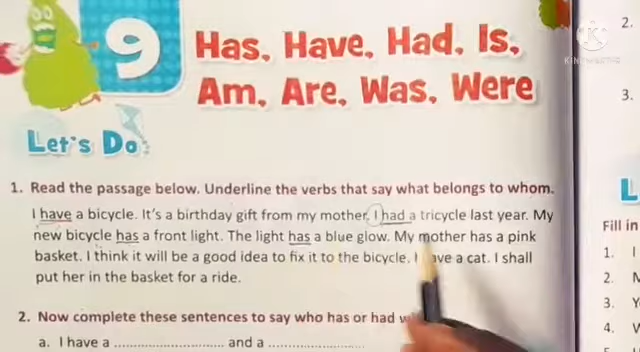 9
Has, Have, Had, Is,
Am, Are, Was, Were
Let's Do
1. Read the passage below. Underline the verbs that say what belongs to whom.
I have a bicycle. It's a birthday gift from my mother. I had a tricycle last year. My
new bicycle has a front light. The light has a blue glow. My mother has a pink
basket. I think it will be a good idea to fix it to the bicycle. I have a cat. I shall
put her in the basket for a ride.
2. Now complete these sentences to say who has or had
a. I have a ........................... and a .......................
2.
3.
L
Fill in
1. I
2.
3.
4.